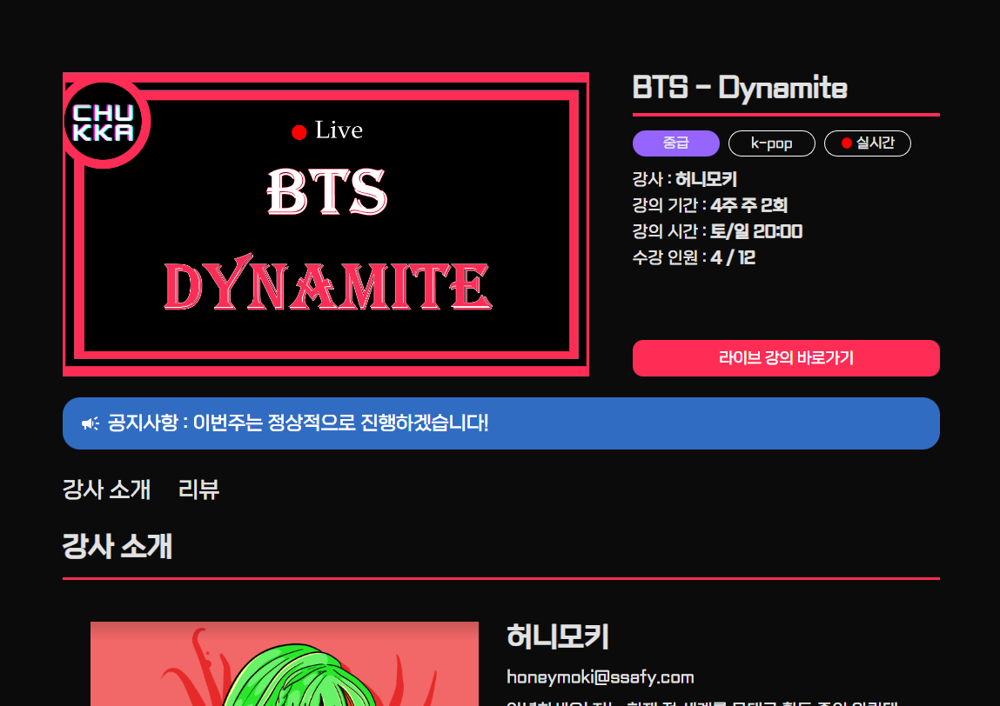 CHU
KKA
Live
BTS
DYNAMITE
BTS - Dynamite
중급
k-pop
실시간
강사 : 허니모키
강의 기간 : 4주 주 2회
강의 시간 : 토/일 20:00
수강 인원 : 4 / 12
라이브 강의 바로가기
공지사항 : 이번주는 정상적으로 진행하겠습니다!
강사 소개
리뷰
강사 소개
허니모키
honeymoki@ssafy.com